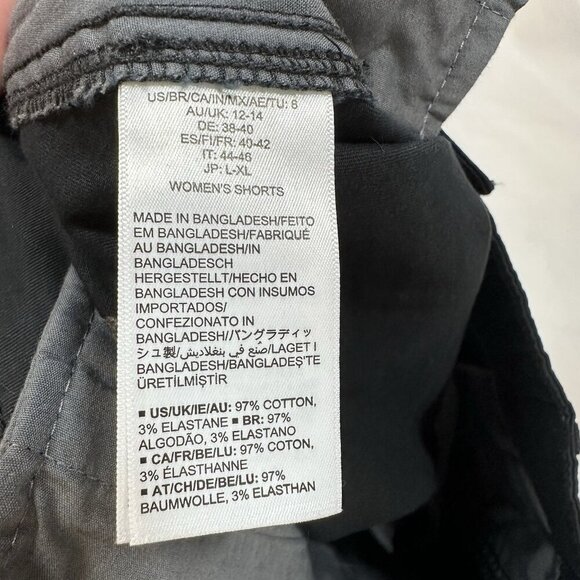 US/BR/CA/IN/MX/AE/TU: 8
AU/UK: 12-14
DE: 38-40
ES/FI/FR: 40-42
IT: 44-46
JP: L-XL
WOMEN'S SHORTS
MADE IN BANGLADESH/FEITO
EM BANGLADESH/FABRIQUÉ
AU BANGLADESH/IN
BANGLADESCH
HERGESTELLT/HECHO EN
BANGLADESH CON INSUMOS
IMPORTADOS/
CONFEZIONATO IN
BANGLADESH/バングラディッ
シュ製/صنع في بنغلاديش/LAGET I
BANGLADESH/BANGLADEŞ'TE
ÜRETİLMİŞTİR
■ US/UK/IE/AU: 97% COTTON,
3% ELASTANE ■ BR: 97%
ALGODÃO, 3% ELASTANO
■ CA/FR/BE/LU: 97% COTON,
3% ÉLASTHANNE
■ AT/CH/DE/BE/LU: 97%
BAUMWOLLE, 3% ELASTHAN